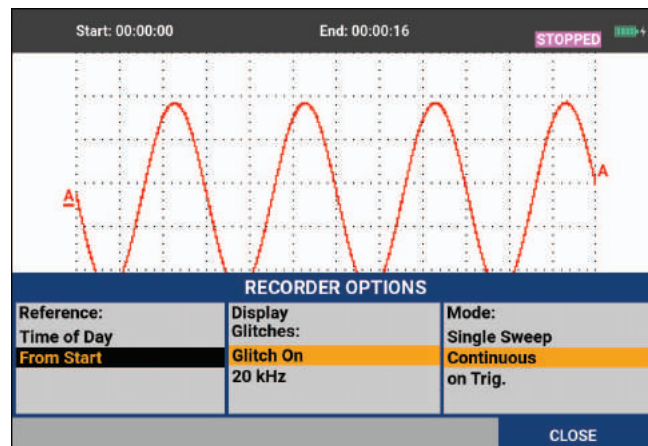 Start: 00:00:00
End: 00:00:16
STOPPED
A
A
RECORDER OPTIONS
Reference:
Time of Day
From Start
Display
Glitches:
Glitch On
20 kHz
Mode:
Single Sweep
Continuous
on Trig.
CLOSE